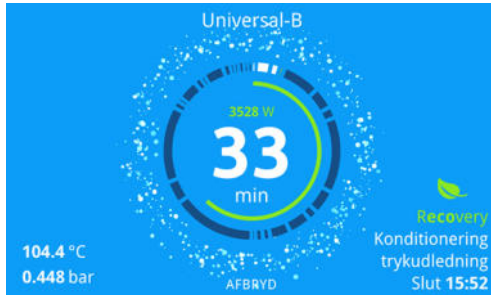 Universal-B
3528 W
33
min
104.4 °C
0.448 bar
AFBRYD
Recovery
Konditionering
trykudledning
Slut 15:52